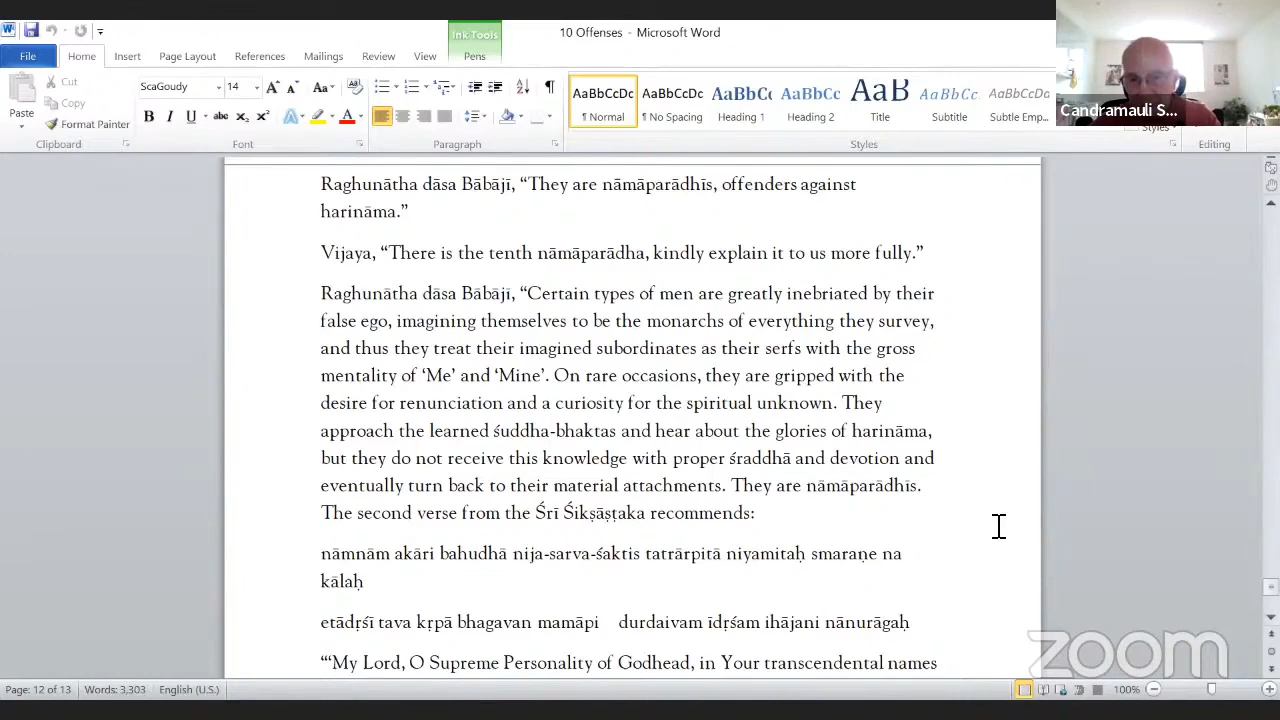 Ink Tools
10 Offenses - Microsoft Word
File Home Insert Page Layout References Mailings Review View Pens
Paste
Cut
Copy
Format Painter
Clipboard
ScaGoudy 14
Font
Paragraph
AaBbCcDc AaBbCcDc AaBbC AaBbCc AaB AaBbCc. AaBbCcDc
¶ Normal ¶ No Spacing Heading 1 Heading 2 Title Subtitle Subtle Emp...
Styles
Styles
Editing
Candramauli S...
Raghunātha dāsa Bābājī, “They are nāmāparādhīs, offenders against
harināma.”
Vijaya, “There is the tenth nāmāparādha, kindly explain it to us more fully.”
Raghunātha dāsa Bābājī, “Certain types of men are greatly inebriated by their
false ego, imagining themselves to be the monarchs of everything they survey,
and thus they treat their imagined subordinates as their serfs with the gross
mentality of ‘Me’ and ‘Mine’. On rare occasions, they are gripped with the
desire for renunciation and a curiosity for the spiritual unknown. They
approach the learned śuddha-bhaktas and hear about the glories of harināma,
but they do not receive this knowledge with proper śraddhā and devotion and
eventually turn back to their material attachments. They are nāmāparādhīs.
The second verse from the Śrī Śikṣāṣṭaka recommends:
nāmnām akāri bahudhā nija-sarva-śaktis tatrārpitā niyamitaḥ smaraṇe na
kālaḥ
etādṛśī tava kṛpā bhagavan mamāpi durdaivam īdṛśam ihājani nānurāgaḥ
“‘My Lord, O Supreme Personality of Godhead, in Your transcendental names
zoom
Page: 12 of 13 Words: 3,303 English (U.S.) 100%